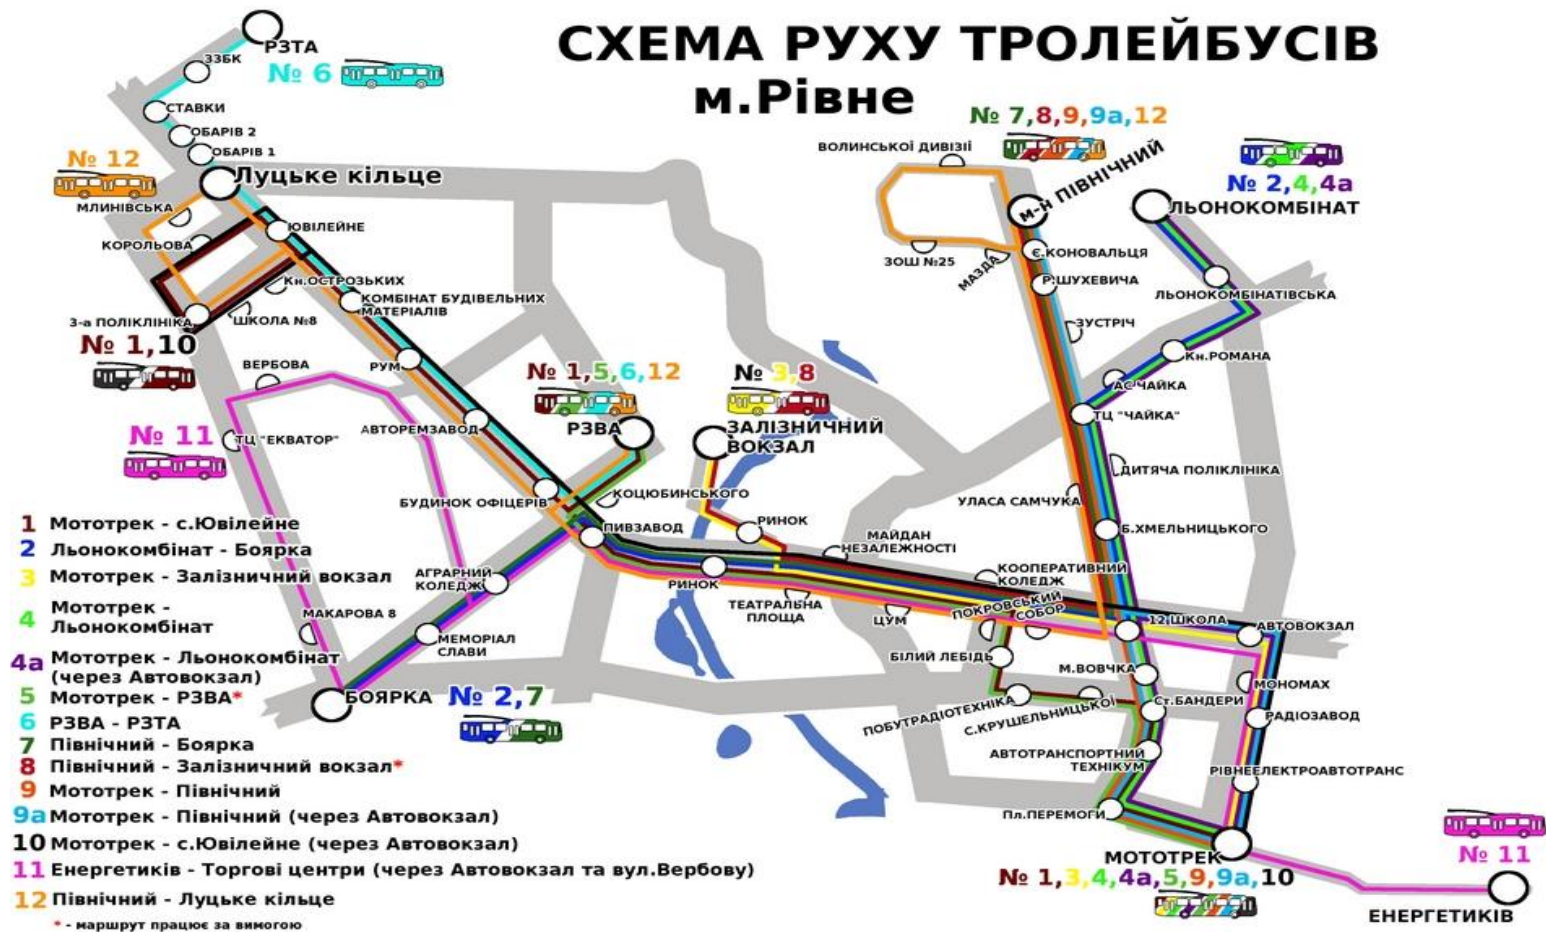 СХЕМА РУХУ ТРОЛЕЙБУСІВ
м.Рівне
РЗТА
№ 6
ЗЗБК
СТАВКИ
ОБАРІВ 2
ОБАРІВ 1
№ 12
Луцьке кільце
МЛИНІВСЬКА
КОРОЛЬОВА
ЮВІЛЕЙНЕ
Кн.ОСТРОЗЬКИХ
КОМБІНАТ БУДІВЕЛЬНИХ
МАТЕРІАЛІВ
3-а ПОЛІКЛІНІКА
ШКОЛА №8
№ 1,10
ВЕРБОВА
РУМ
№ 11
ТЦ "ЕКВАТОР"
АВТОРЕМЗАВОД
№ 1,5,6,12
РЗВА
№ 3,8
ЗАЛІЗНИЧНИЙ
ВОКЗАЛ
БУДИНОК ОФІЦЕРІВ
КОЦЮБИНСЬКОГО
ПИВЗАВОД
РИНОК
МАЙДАН
НЕЗАЛЕЖНОСТІ
№ 7,8,9,9а,12
ВОЛИНСЬКОЇ ДИВІЗІЇ
м-н ПІВНІЧНИЙ
№ 2,4,4а
ЛЬОНОКОМБІНАТ
ЗОШ №25
МАЗДА
Є.КОНОВАЛЬЦЯ
Р.ШУХЕВИЧА
ЛЬОНОКОМБІНАТІВСЬКА
ЗУСТРІЧ
Кн.РОМАНА
АС ЧАЙКА
ТЦ "ЧАЙКА"
ДИТЯЧА ПОЛІКЛІНІКА
УЛАСА САМЧУКА
Б.ХМЕЛЬНИЦЬКОГО
КООПЕРАТИВНИЙ
КОЛЕДЖ
АГРАРНИЙ
КОЛЕДЖ
РИНОК
ТЕАТРАЛЬНА
ПЛОЩА
ЦУМ
ПОКРОВСЬКИЙ
СОБОР
12 ШКОЛА
АВТОВОКЗАЛ
МАКАРОВА 8
МЕМОРІАЛ
СЛАВИ
БІЛИЙ ЛЕБІДЬ
М.ВОВЧКА
МОНОМАХ
БОЯРКА
№ 2,7
ПОБУТРАДІОТЕХНІКА
С.КРУШЕЛЬНИЦЬКОЇ
Ст.БАНДЕРИ
РАДІОЗАВОД
АВТОТРАНСПОРТНИЙ
ТЕХНІКУМ
РІВНЕЕЛЕКТРОАВТОТРАНС
Пл.ПЕРЕМОГИ
МОТОТРЕК
№ 1,3,4,4а,5,9,9а,10
№ 11
ЕНЕРГЕТИКІВ
1 Мототрек - с.Ювілейне
2 Льонокомбінат - Боярка
3 Мототрек - Залізничний вокзал
4 Мототрек -
Льонокомбінат
4а Мототрек - Льонокомбінат
(через Автовокзал)
5 Мототрек - РЗВА*
6 РЗВА - РЗТА
7 Північний - Боярка
8 Північний - Залізничний вокзал*
9 Мототрек - Північний
9а Мототрек - Північний (через Автовокзал)
10 Мототрек - с.Ювілейне (через Автовокзал)
11 Енергетиків - Торгові центри (через Автовокзал та вул.Вербову)
12 Північний - Луцьке кільце
* - маршрут працює за вимогою